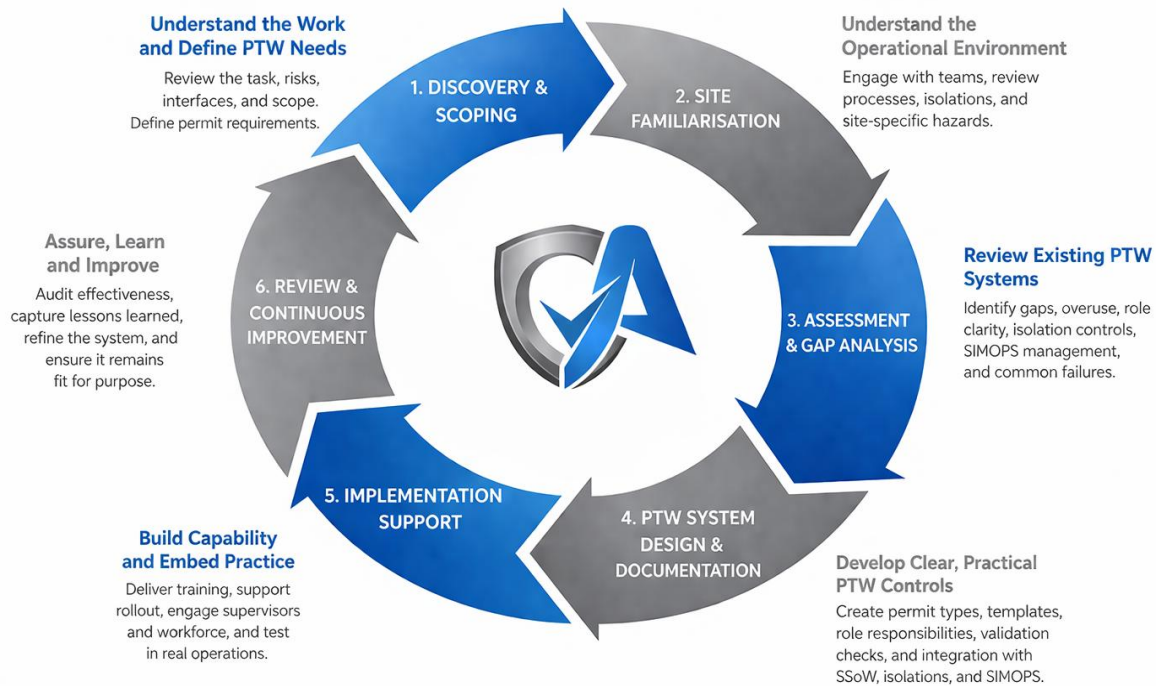 Understand the Work
and Define PTW Needs
Review the task, risks,
interfaces, and scope.
Define permit requirements.
1. DISCOVERY &
SCOPING
2. SITE
FAMILIARISATION
Understand the
Operational Environment
Engage with teams, review
processes, isolations, and
site-specific hazards.
3. ASSESSMENT
& GAP ANALYSIS
Review Existing PTW
Systems
Identify gaps, overuse, role
clarity, isolation controls,
SIMOPS management,
and common failures.
4. PTW SYSTEM
DESIGN &
DOCUMENTATION
Develop Clear, Practical
PTW Controls
Create permit types, templates,
role responsibilities, validation
checks, and integration with
SSoW, isolations, and SIMOPS.
5. IMPLEMENTATION
SUPPORT
Build Capability
and Embed Practice
Deliver training, support
rollout, engage supervisors
and workforce, and test
in real operations.
6. REVIEW &
CONTINUOUS
IMPROVEMENT
Assure, Learn
and Improve
Audit effectiveness,
capture lessons learned,
refine the system, and
ensure it remains
fit for purpose.